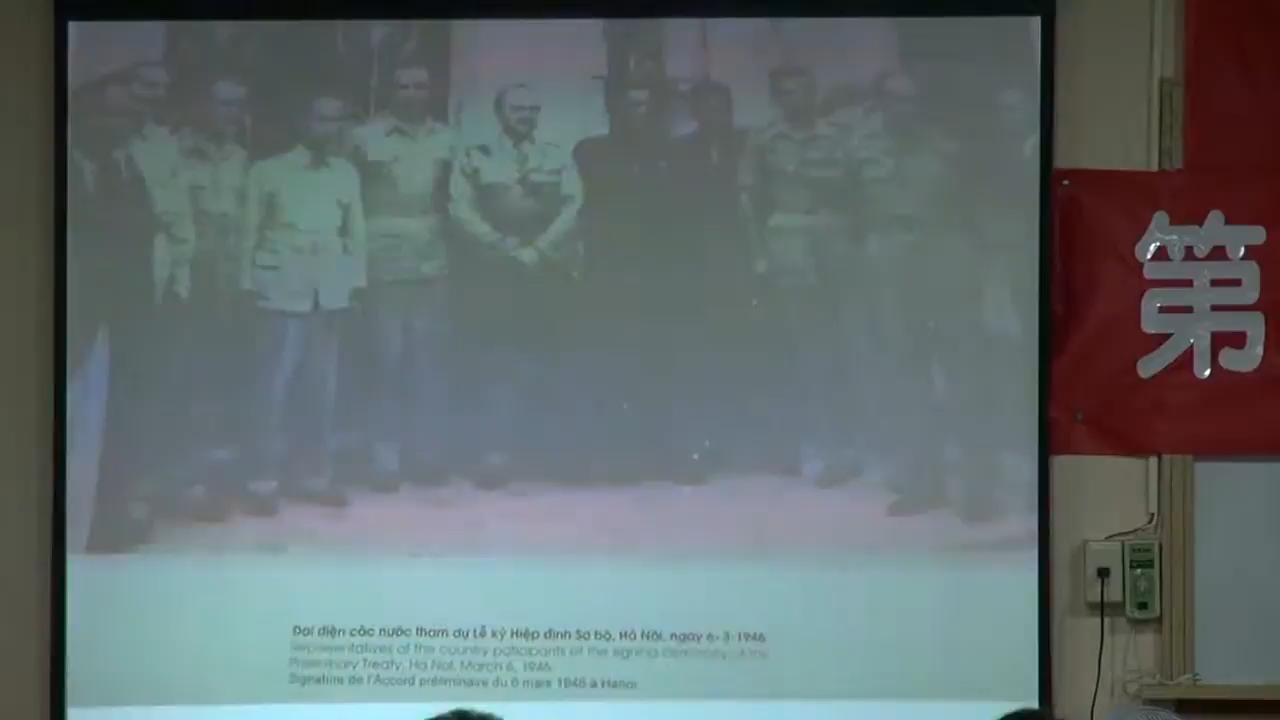 Đại diện các nước tham dự Lễ ký Hiệp định Sơ bộ, Hà Nội, ngày 6-3-1946
Representatives of the country paticipants of the signing ceremony of the
Preliminary Treaty, Ha Noi, March 6, 1946
Signature de l'Accord préliminaire du 6 mars 1946 à Hanoi
第